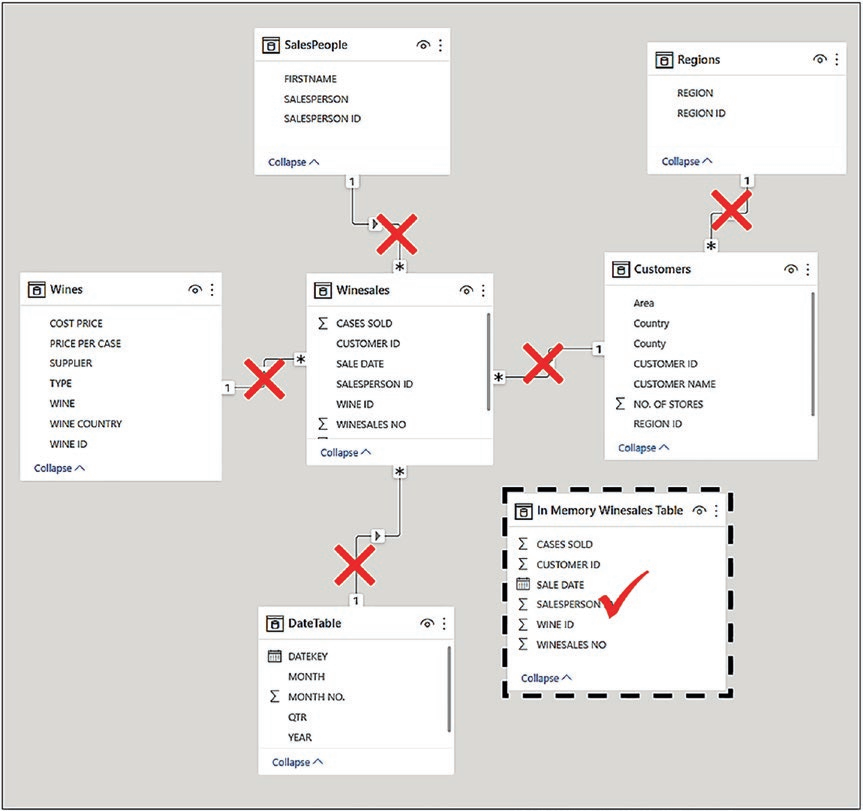 SalesPeople
FIRSTNAME
SALESPERSON
SALESPERSON ID
Collapse
1
*
Regions
REGION
REGION ID
Collapse
1
*
Wines
COST PRICE
PRICE PER CASE
SUPPLIER
TYPE
WINE
WINE COUNTRY
WINE ID
Collapse
1
*
Winesales
Σ CASES SOLD
CUSTOMER ID
SALE DATE
SALESPERSON ID
WINE ID
Σ WINESALES NO
Collapse
*
1
*
Customers
Area
Country
County
CUSTOMER ID
CUSTOMER NAME
Σ NO. OF STORES
REGION ID
Collapse
In Memory Winesales Table
Σ CASES SOLD
Σ CUSTOMER ID
SALE DATE
Σ SALESPERSON
Σ WINE ID
Σ WINESALES NO
Collapse
1
DateTable
DATEKEY
MONTH
Σ MONTH NO.
QTR
YEAR
Collapse